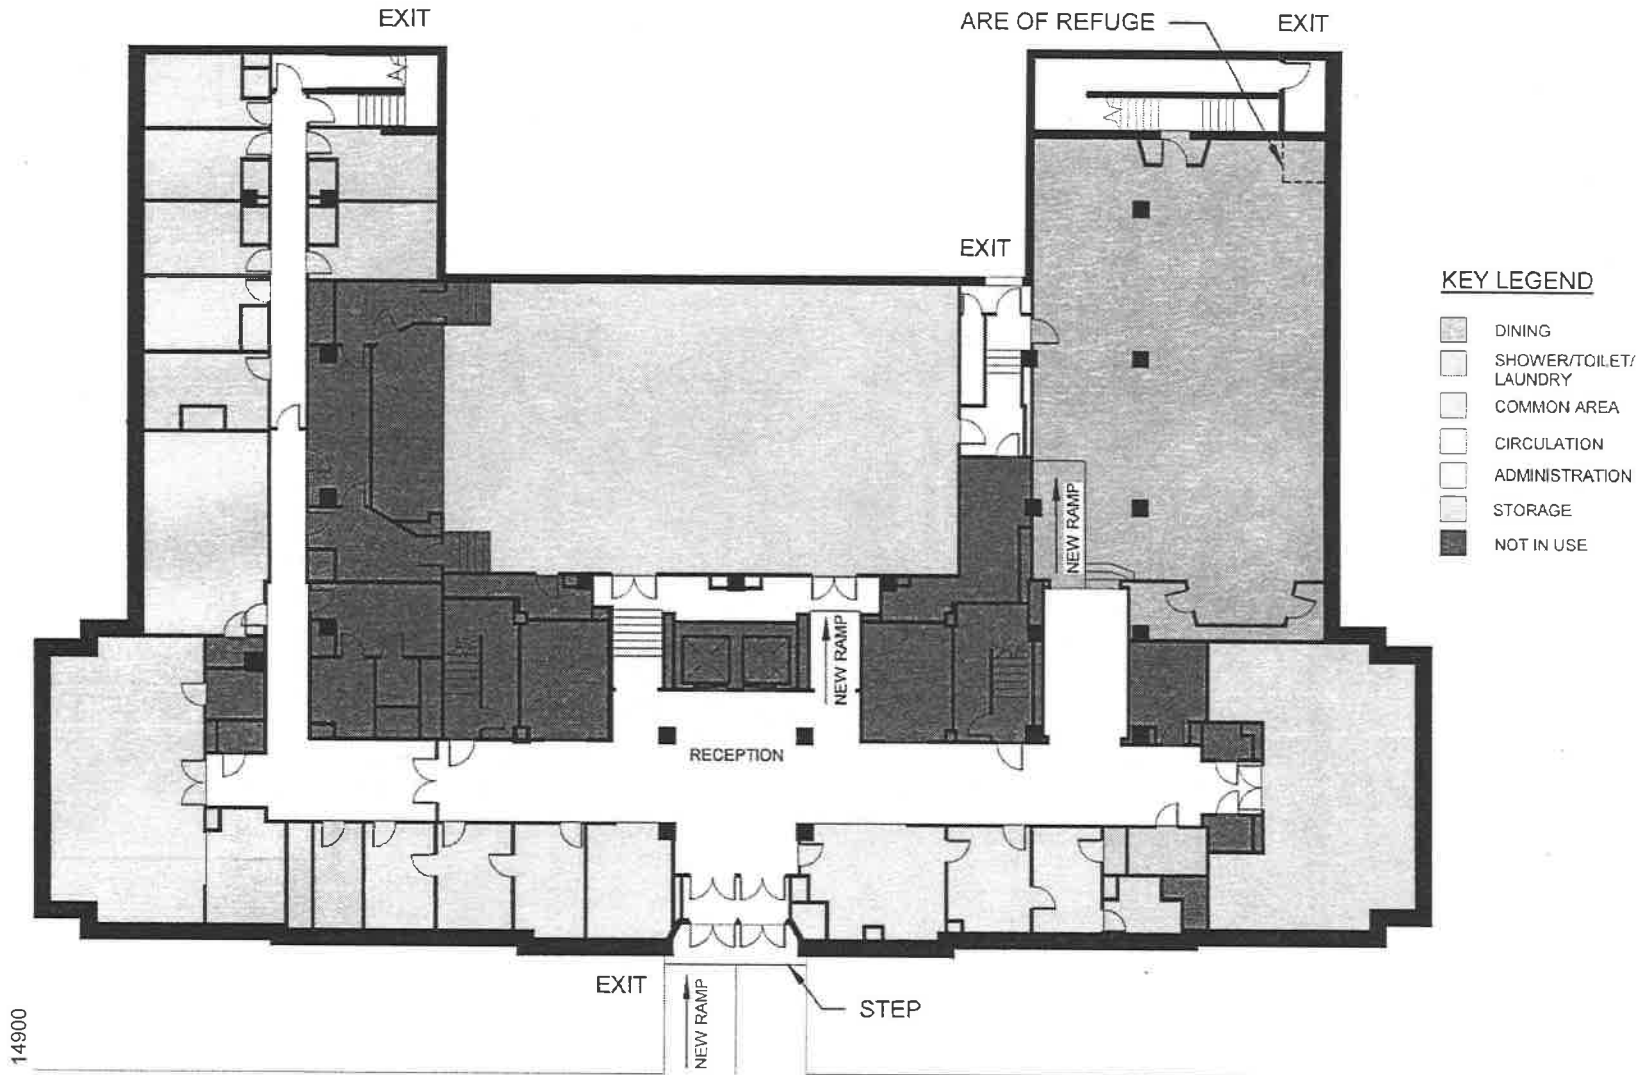 EXIT
ARE OF REFUGE
EXIT
EXIT
KEY LEGEND
DINING
SHOWER/TOILET/
LAUNDRY
COMMON AREA
CIRCULATION
ADMINISTRATION
STORAGE
NOT IN USE
NEW RAMP
NEW RAMP
RECEPTION
EXIT
NEW RAMP
STEP
14900